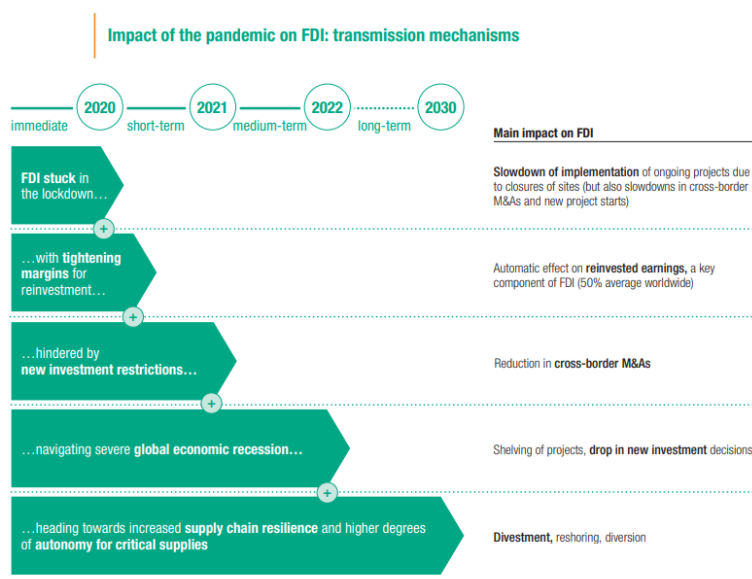 Impact of the pandemic on FDI: transmission mechanisms
2020
2021
2022
2030
immediate
short-term
medium-term
long-term
Main impact on FDI
FDI stuck in
the lockdown…
Slowdown of implementation of ongoing projects due
to closures of sites (but also slowdowns in cross-border
M&As and new project starts)
+
…with tightening
margins for
reinvestment…
Automatic effect on reinvested earnings, a key
component of FDI (50% average worldwide)
+
…hindered by
new investment restrictions…
Reduction in cross-border M&As
+
…navigating severe global economic recession…
Shelving of projects, drop in new investment decisions
+
…heading towards increased supply chain resilience and higher degrees
of autonomy for critical supplies
Divestment, reshoring, diversion